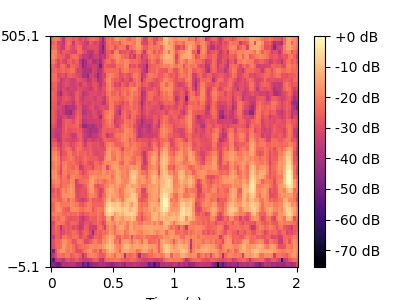 Mel Spectrogram
505.1
-5.1
0
0.5
1
1.5
2
+0 dB
-10 dB
-20 dB
-30 dB
-40 dB
-50 dB
-60 dB
-70 dB